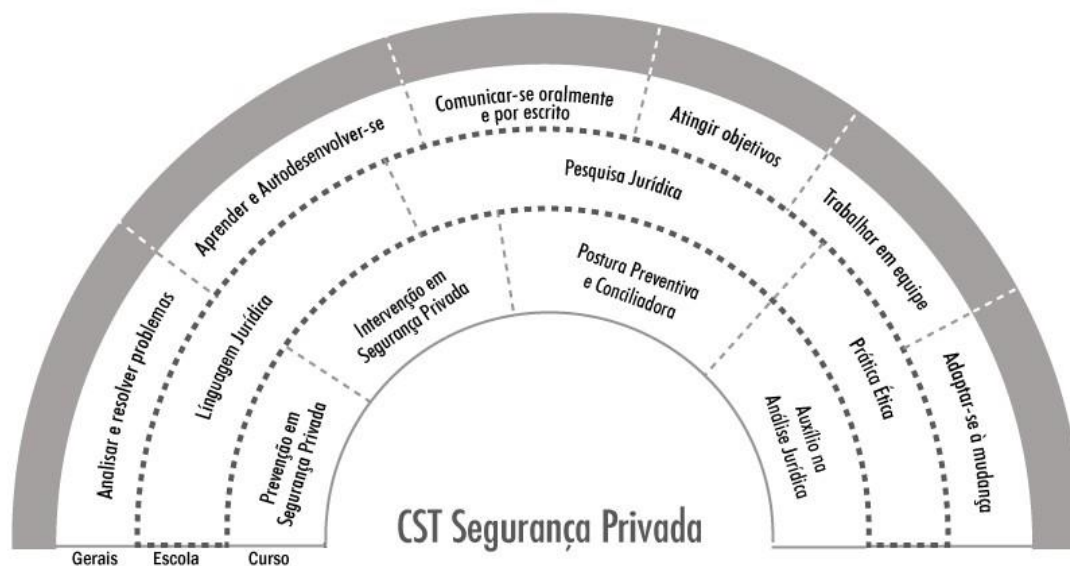 Analisar e resolver problemas
Aprender e Autodesenvolver-se
Comunicar-se oralmente
e por escrito
Atingir objetivos
Trabalhar em equipe
Adaptar-se à mudança
Línguagem Jurídica
Pesquisa Jurídica
Prática Ética
Prevenção em
Segurança Privada
Intervenção em
Segurança Privada
Postura Preventiva
e Conciliadora
Auxílio na
Análise Jurídica
CST Segurança Privada
Gerais Escola Curso